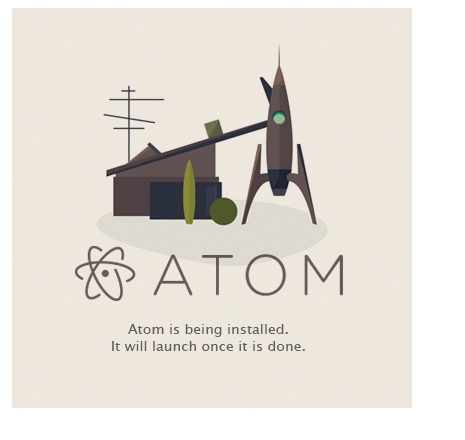 ATOM
Atom is being installed.
It will launch once it is done.